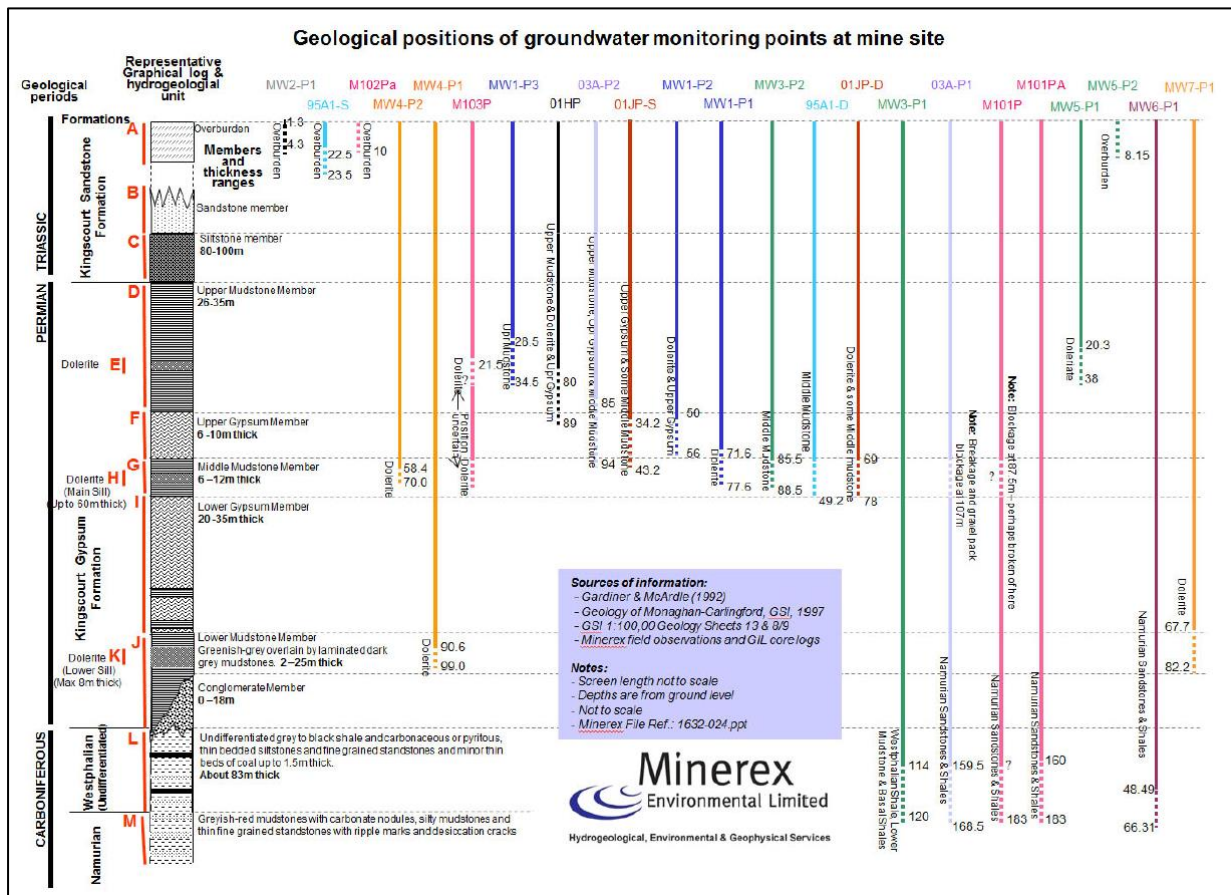 Geological positions of groundwater monitoring points at mine site
Geological
periods
Representative
Graphical log &
hydrogeological
unit
MW2-P1
M102Pa
MW4-P1
MW1-P3
03A-P2
MW1-P2
MW3-P2
01JP-D
03A-P1
M101PA
MW5-P2
MW7-P1
95A1-S
MW4-P2
M103P
01HP
01JP-S
MW1-P1
95A1-D
MW3-P1
M101P
MW5-P1
MW6-P1
Formations
TRIASSIC
PERMIAN
CARBONIFEROUS
Kingscourt Sandstone
Formation
Kingscourt Gypsum
Formation
Westphalian
(Undifferentiated)
Namurian
A
B
C
D
E
F
G
H
I
J
K
L
M
Overburden
Members
and
thickness
ranges
Sandstone member
Siltstone member
80-100m
Upper Mudstone Member
26-35m
Dolerite
Upper Gypsum Member
6-10m thick
Middle Mudstone Member
6–12m thick
Dolerite
(Main Sill)
(Up to 60m thick)
Lower Gypsum Member
20-35m thick
Lower Mudstone Member
Greenish-grey overlain by laminated dark
grey mudstones. 2–25m thick
Dolerite
(Lower Sill)
(Max 8m thick)
Conglomerate Member
0–18m
Undifferentiated grey to black shale and carbonaceous or pyritous,
thin bedded siltstones and fine grained standstones and minor thin
beds of coal up to 1.5m thick.
About 83m thick
Greyish-red mudstones with carbonate nodules, silty mudstones and
thin fine grained standstones with ripple marks and desiccation cracks
Overburden
1.8
4.3
Overburden
22.5
23.5
Overburden
10
Dolerite
58.4
70.0
Dolerite
90.6
99.0
Dolerite
21.5
?
Position
uncertain
Dolerite
Upr Mudstone
28.5
34.5
Upper Mudstone & Dolerite & Upr Gypsum
80
89
Upper Mudstone, Upr Gypsum & Middle Mudstone
85
94
Upper Gypsum & Some Middle Mudstone
34.2
43.2
Dolerite & Upper Gypsum
50
56
Dolerite
71.6
77.6
Middle Mudstone
85.5
88.5
Middle Mudstone
49.2
Dolerite & some Middle mudstone
69
78
Westphalian Shale, Lower
Mudstone & Basal Shales
114
120
Note: Breakage and gravel pack
blockage at 107m
Namurian Sandstones & Shales
159.5
168.5
?
Note: Blockage at 87.5m – perhaps broken of here
Namurian Sandstones & Shales
?
183
Namurian Sandstones & Shales
160
183
Doleriate
20.3
38
Overburden
8.15
Namurian Sandstones & Shales
48.49
66.31
Dolerite
67.7
82.2
Sources of information:
- Gardiner & McArdle (1992)
- Geology of Monaghan-Carlingford, GSI, 1997
- GSI 1:100,00 Geology Sheets 13 & 8/9
- Minerex field observations and GIL core logs
Notes:
- Screen length not to scale
- Depths are from ground level
- Not to scale
- Minerex File Ref.: 1632-024.ppt
Minerex
Environmental Limited
Hydrogeological, Environmental & Geophysical Services